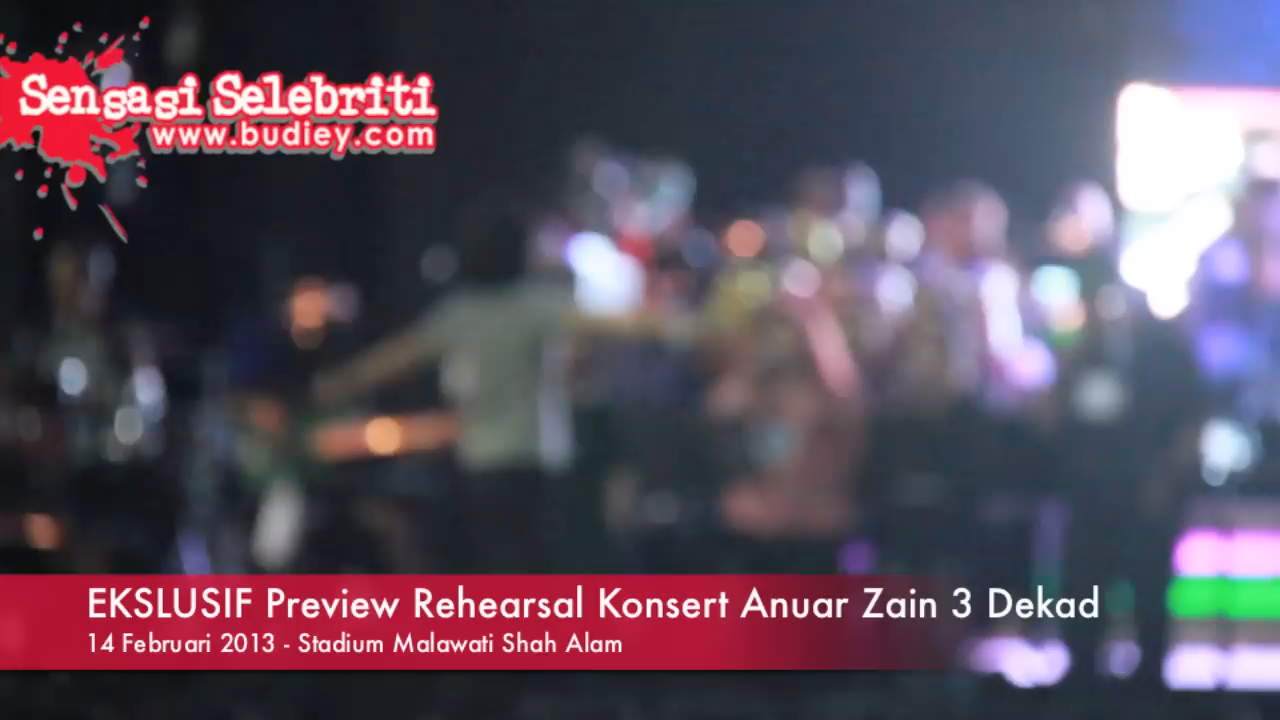 Sengagi Selebriti
www.budiey.com
EKSLUSIF Preview Rehearsal Konsert Anuar Zain 3 Dekad
14 Februari 2013 - Stadium Malawati Shah Alam